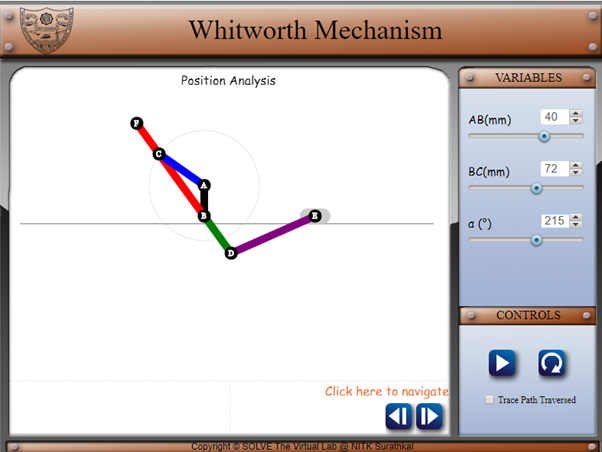 Whitworth Mechanism
Position Analysis
F
C
A
B
E
D
Click here to navigate
VARIABLES
AB(mm) 40
BC(mm) 72
α (°) 215
CONTROLS
Trace Path Traversed
Copyright © SOLVE The Virtual Lab @ NITK Surathkal